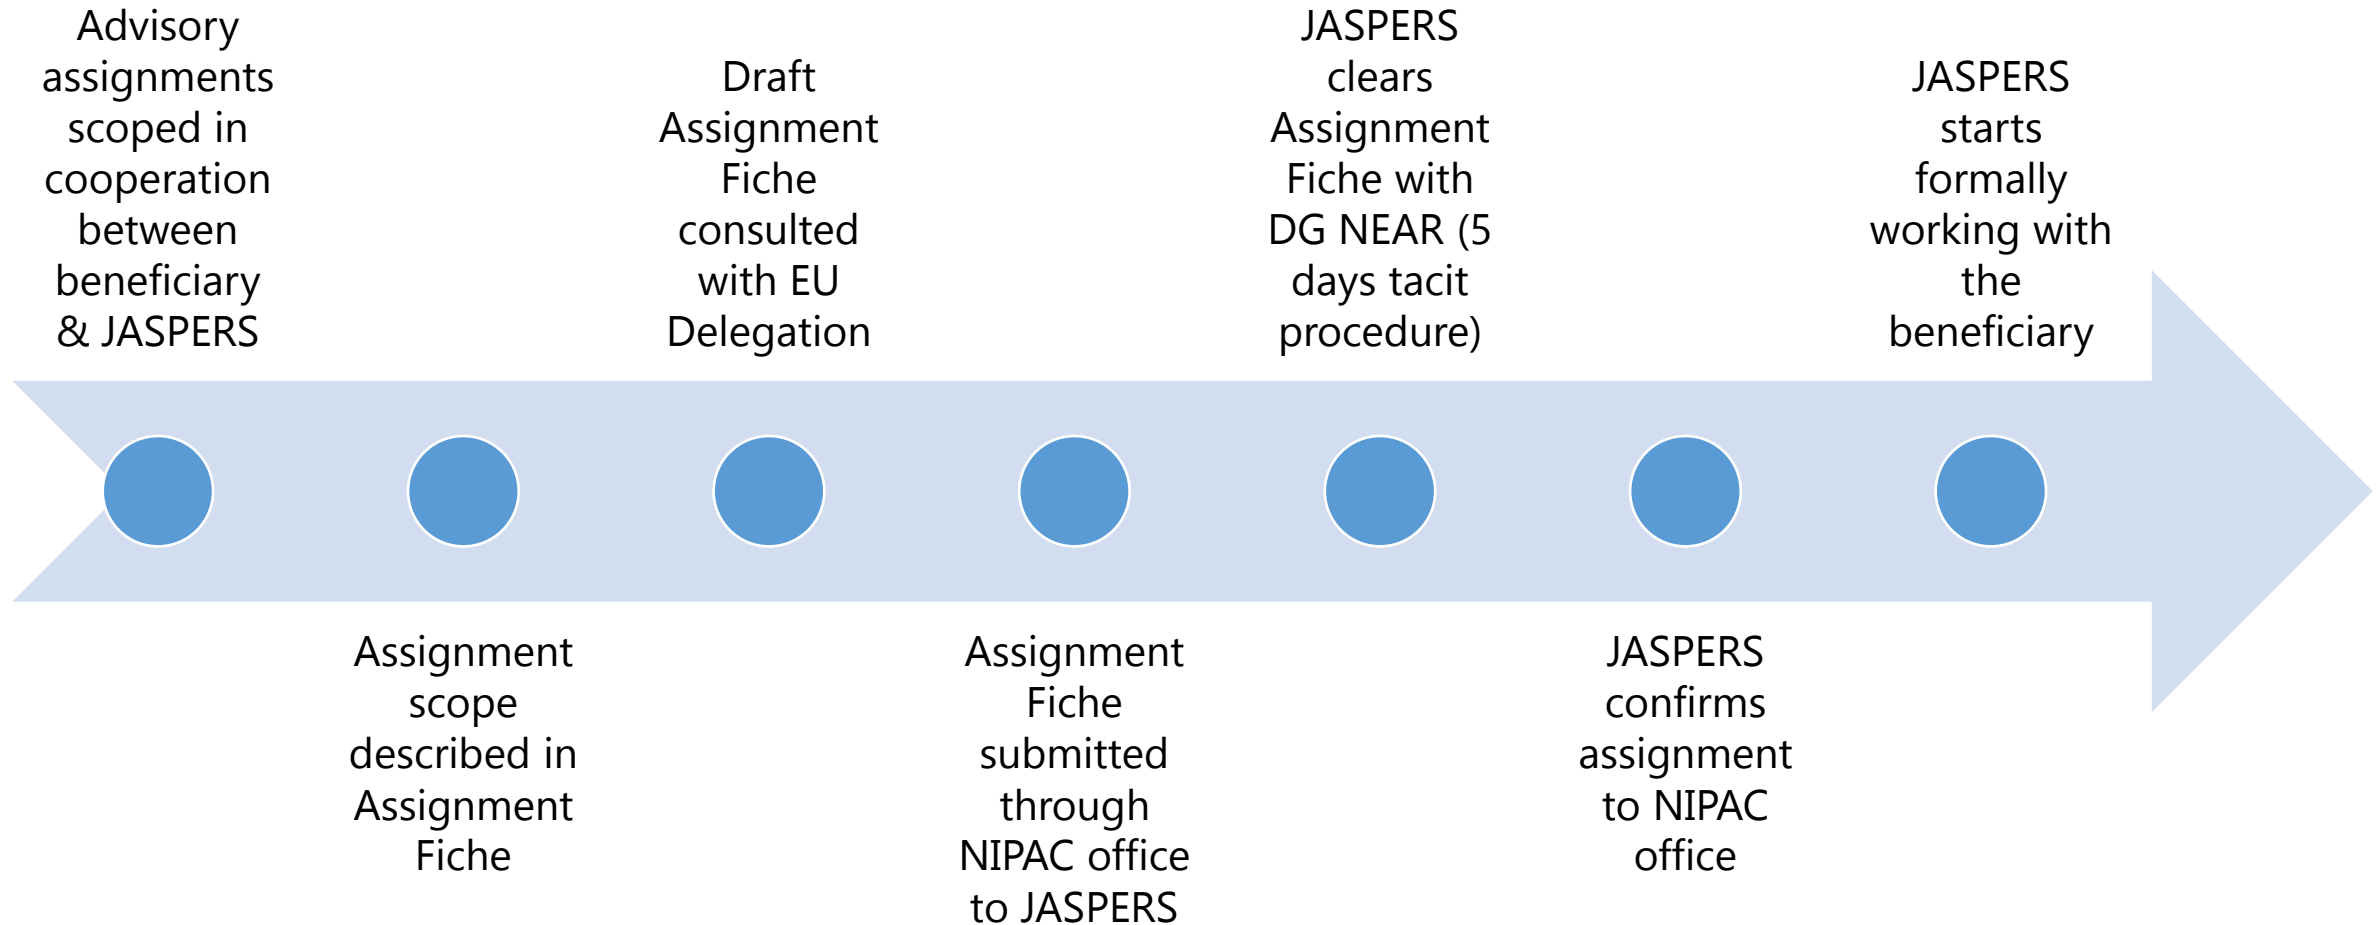 Advisory
assignments
scoped in
cooperation
between
beneficiary
& JASPERS
Assignment
scope
described in
Assignment
Fiche
Draft
Assignment
Fiche
consulted
with EU
Delegation
Assignment
Fiche
submitted
through
NIPAC office
to JASPERS
JASPERS
clears
Assignment
Fiche with
DG NEAR (5
days tacit
procedure)
JASPERS
confirms
assignment
to NIPAC
office
JASPERS
starts
formally
working with
the
beneficiary